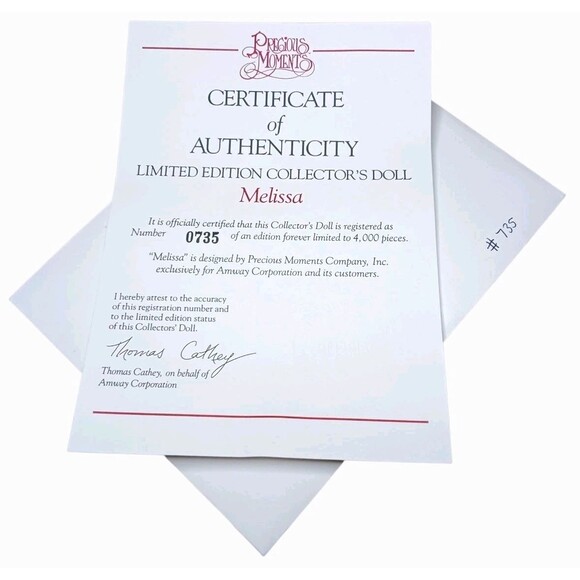 Precious
Moments
CERTIFICATE
of
AUTHENTICITY
LIMITED EDITION COLLECTOR'S DOLL
Melissa
It is officially certified that this Collector's Doll is registered as
Number 0735 of an edition forever limited to 4,000 pieces.
"Melissa" is designed by Precious Moments Company, Inc.
exclusively for Amway Corporation and its customers.
I hereby attest to the accuracy
of this registration number and
to the limited edition status
of this Collectors' Doll.
Thomas Cathey
Thomas Cathey, on behalf of
Amway Corporation
# 735